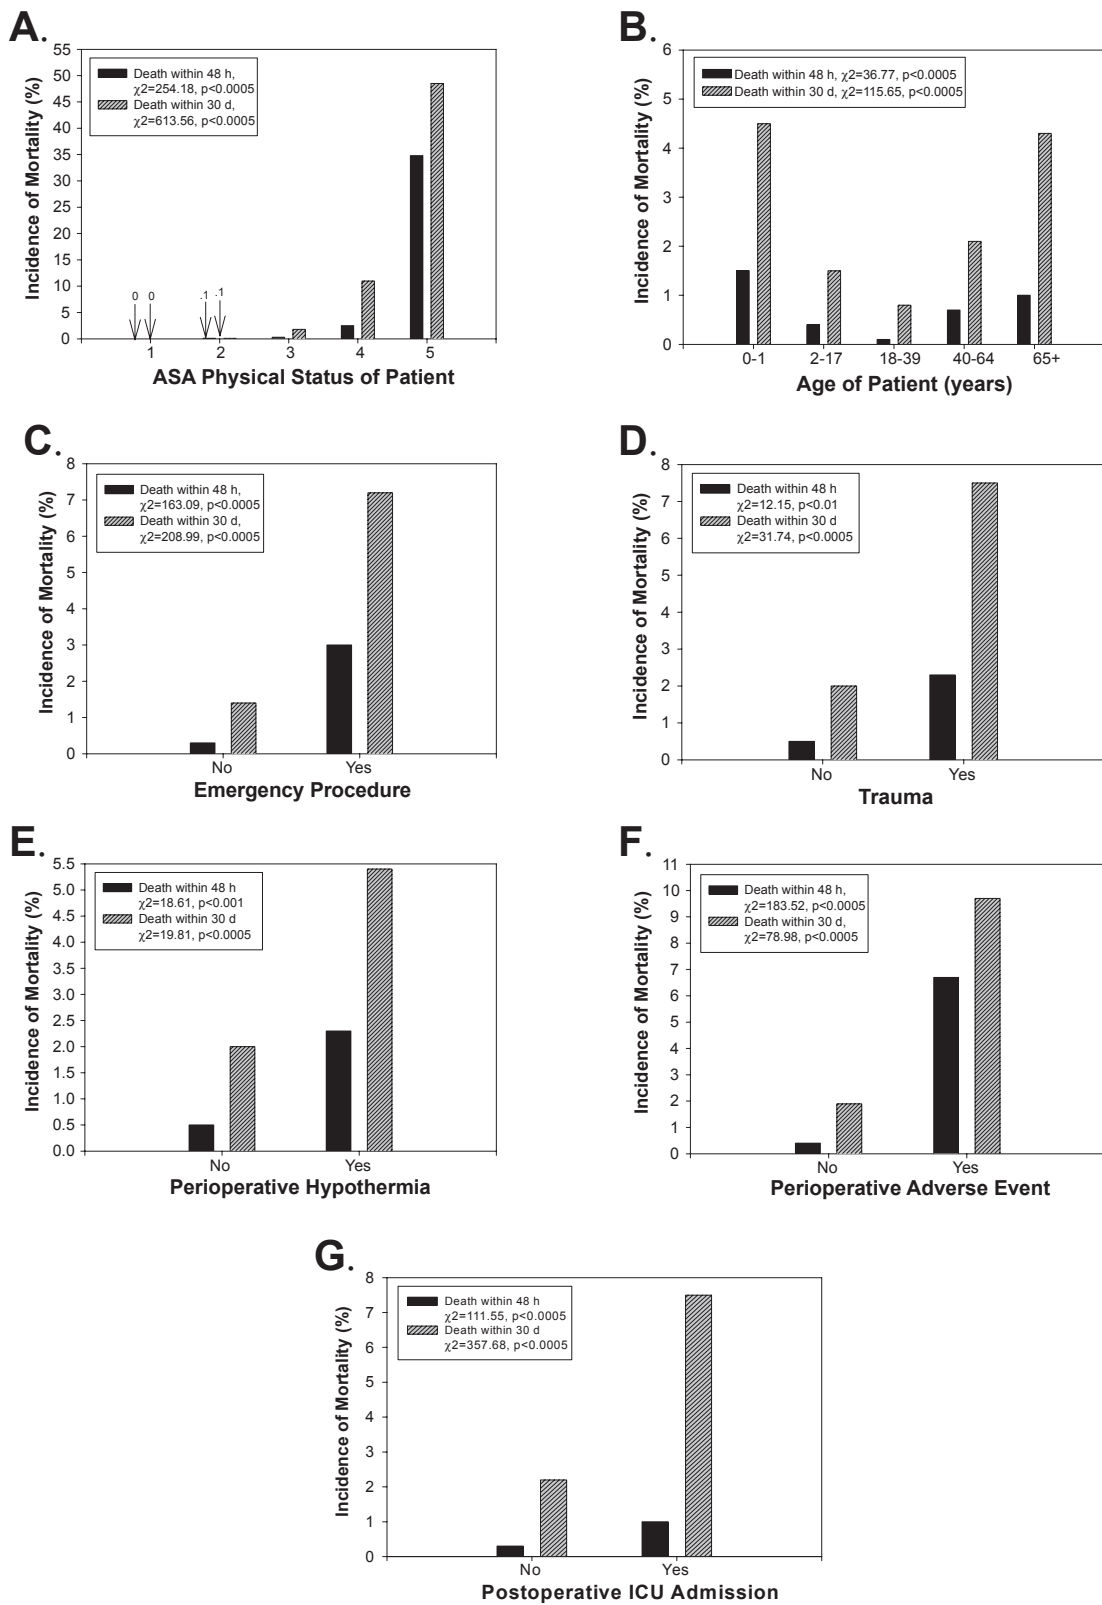 A.
55
50
45
40
35
30
25
20
15
10
5
0
Incidence of Mortality (%)
Death within 48 h,
χ2=254.18, p<0.0005
Death within 30 d,
χ2=613.56, p<0.0005
0 0 .1 .1
1 2 3 4 5
ASA Physical Status of Patient
B.
6
5
4
3
2
1
0
Incidence of Mortality (%)
Death within 48 h, χ2=36.77, p<0.0005
Death within 30 d, χ2=115.65, p<0.0005
0-1 2-17 18-39 40-64 65+
Age of Patient (years)
C.
8
7
6
5
4
3
2
1
0
Incidence of Mortality (%)
Death within 48 h,
χ2=163.09, p<0.0005
Death within 30 d,
χ2=208.99, p<0.0005
No Yes
Emergency Procedure
D.
8
7
6
5
4
3
2
1
0
Incidence of Mortality (%)
Death within 48 h
χ2=12.15, p<0.01
Death within 30 d
χ2=31.74, p<0.0005
No Yes
Trauma
E.
5.5
5.0
4.5
4.0
3.5
3.0
2.5
2.0
1.5
1.0
0.5
0.0
Incidence of Mortality (%)
Death within 48 h
χ2=18.61, p<0.001
Death within 30 d
χ2=19.81, p<0.0005
No Yes
Perioperative Hypothermia
F.
11
10
9
8
7
6
5
4
3
2
1
0
Incidence of Mortality (%)
Death within 48 h,
χ2=183.52, p<0.0005
Death within 30 d,
χ2=78.98, p<0.0005
No Yes
Perioperative Adverse Event
G.
8
7
6
5
4
3
2
1
0
Incidence of Mortality (%)
Death within 48 h
χ2=111.55, p<0.0005
Death within 30 d
χ2=357.68, p<0.0005
No Yes
Postoperative ICU Admission